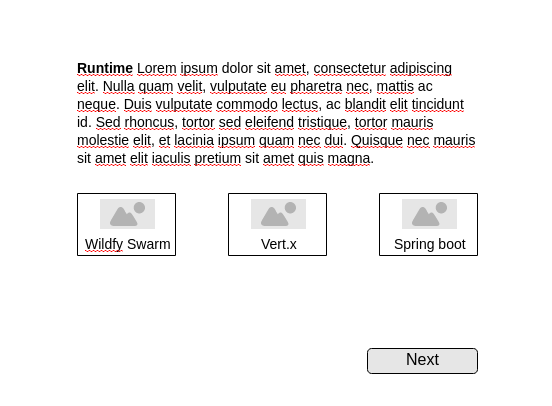 Runtime Lorem ipsum dolor sit amet, consectetur adipiscing
elit. Nulla quam velit, vulputate eu pharetra nec, mattis ac
neque. Duis vulputate commodo lectus, ac blandit elit tincidunt
id. Sed rhoncus, tortor sed eleifend tristique, tortor mauris
molestie elit, et lacinia ipsum quam nec dui. Quisque nec mauris
sit amet elit iaculis pretium sit amet quis magna.
Wildfy Swarm
Vert.x
Spring boot
Next